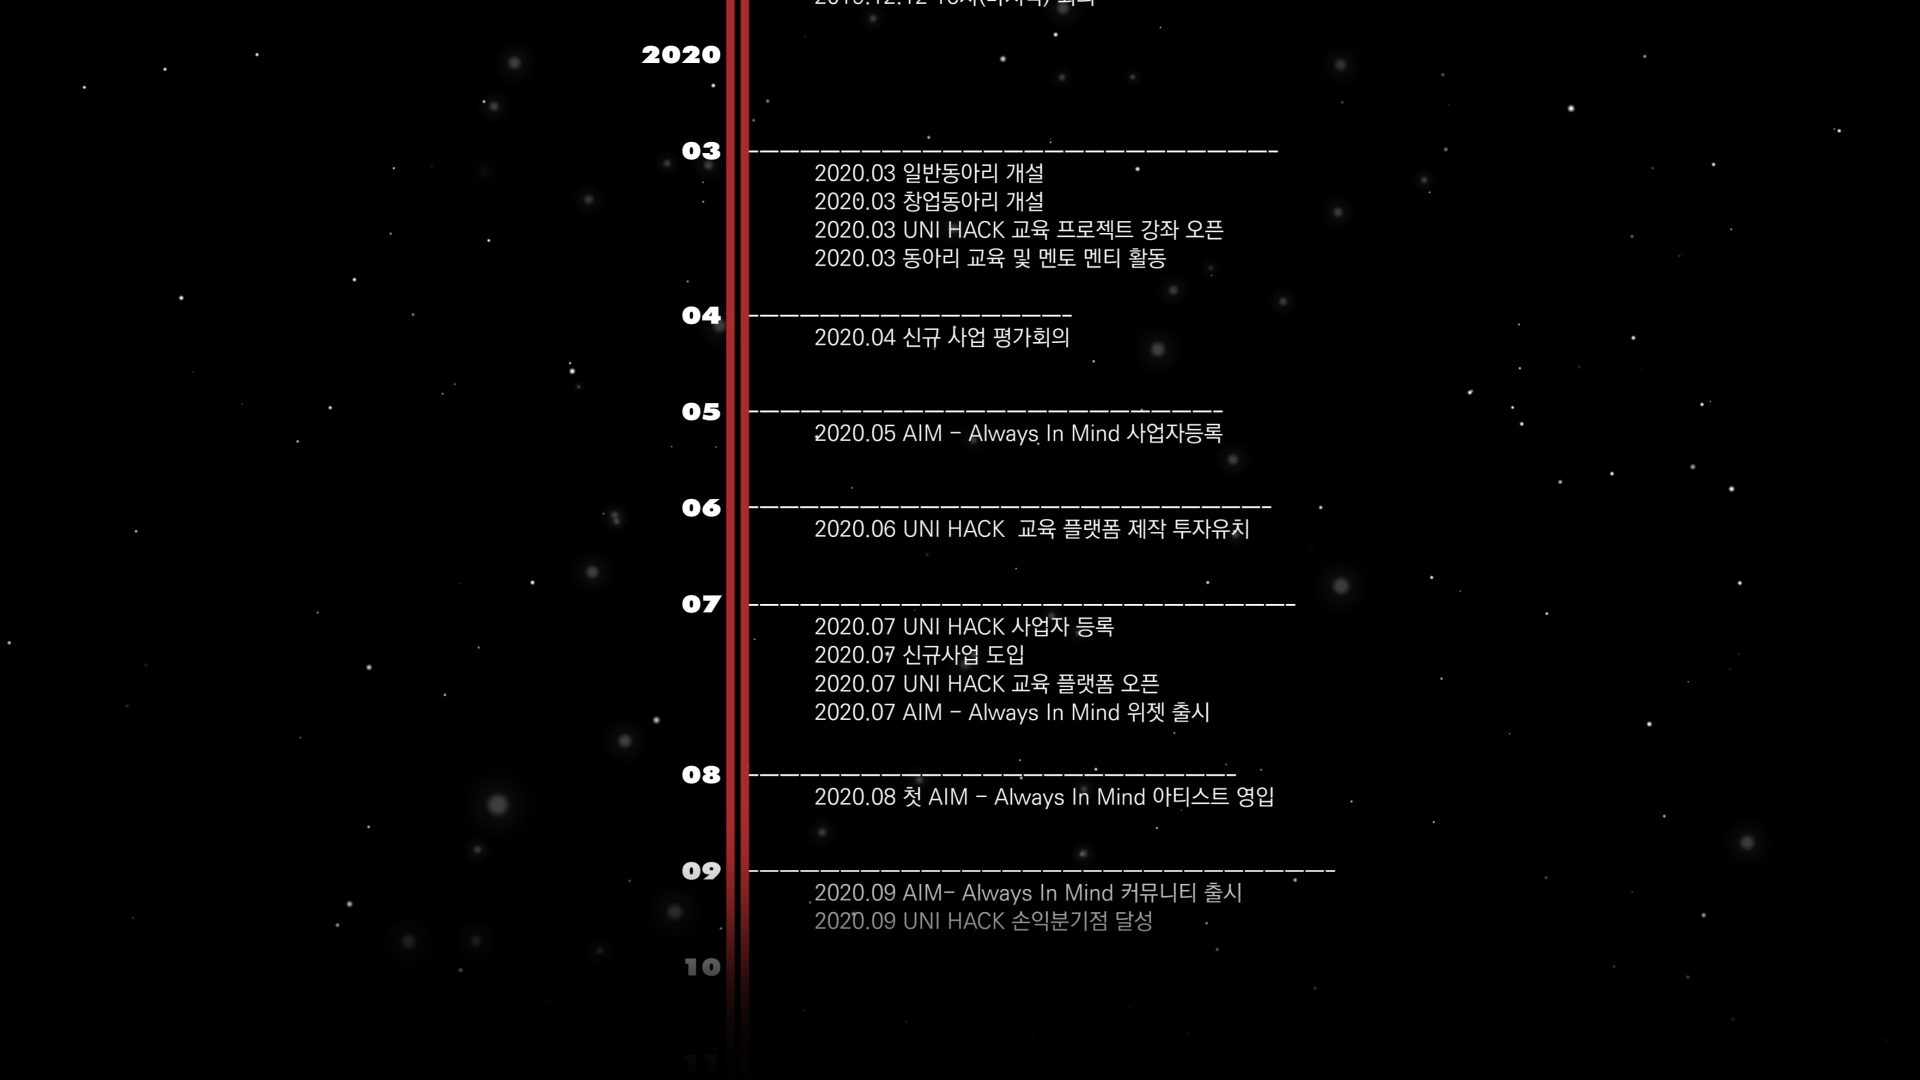 2020
03
2020.03 일반동아리 개설
2020.03 창업동아리 개설
2020.03 UNI HACK 교육 프로젝트 강좌 오픈
2020.03 동아리 교육 및 멘토 멘티 활동
04
2020.04 신규 사업 평가회의
05
2020.05 AIM - Always In Mind 사업자등록
06
2020.06 UNI HACK 교육 플랫폼 제작 투자유치
07
2020.07 UNI HACK 사업자 등록
2020.07 신규사업 도입
2020.07 UNI HACK 교육 플랫폼 오픈
2020.07 AIM - Always In Mind 위젯 출시
08
2020.08 첫 AIM - Always In Mind 아티스트 영입
09
2020.09 AIM- Always In Mind 커뮤니티 출시
2020.09 UNI HACK 손익분기점 달성
10
11